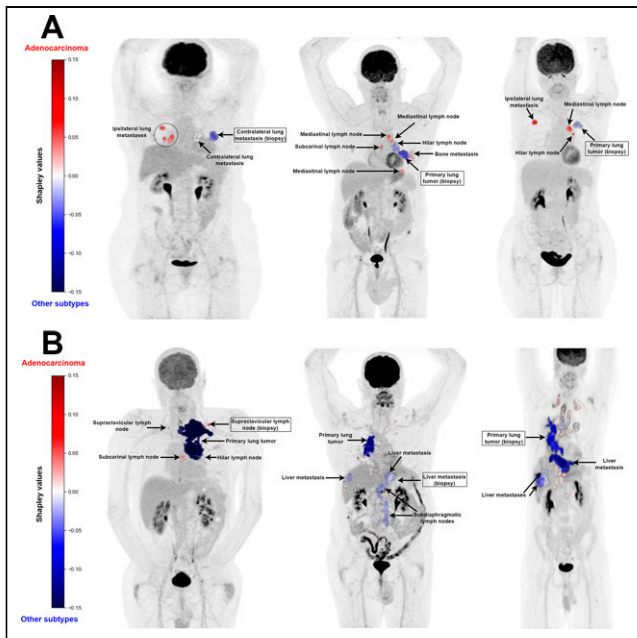 A
Adenocarcinoma
0.15
0.10
0.05
0.00
−0.05
−0.10
−0.15
Shapley values
Other subtypes
Ipsilateral lung
metastases
Contralateral lung
metastasis (biopsy)
Contralateral lung
metastasis
Mediastinal lymph node
Mediastinal lymph node
Hilar lymph node
Subcarinal lymph node
Bone metastasis
Primary lung
tumor (biopsy)
Mediastinal lymph node
Ipsilateral lung
metastasis
Mediastinal lymph node
Primary lung
tumor (biopsy)
Hilar lymph node
B
Adenocarcinoma
0.15
0.10
0.05
0.00
−0.05
−0.10
−0.15
Shapley values
Other subtypes
Supraclavicular lymph
node
Supraclavicular lymph
node (biopsy)
Primary lung tumor
Subcarinal lymph node
Hilar lymph node
Primary lung
tumor
Liver metastasis
Liver metastasis
Liver metastasis
(biopsy)
Subdiaphragmatic
lymph nodes
Primary lung
tumor (biopsy)
Liver
metastasis
Liver metastases